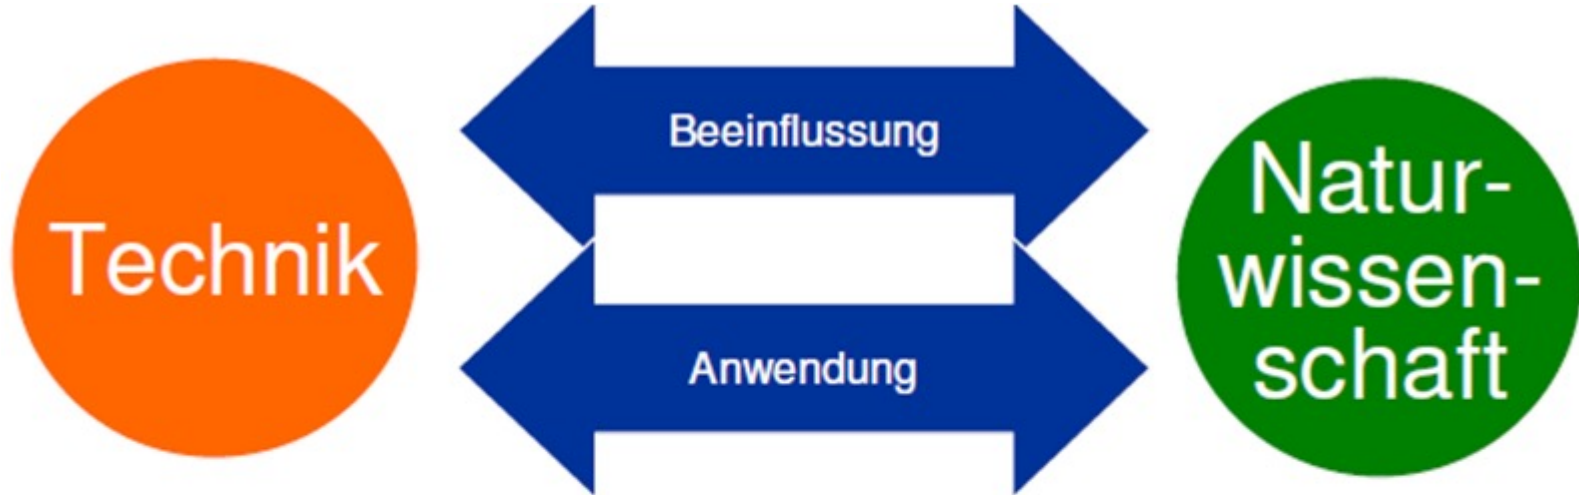 Technik
Beeinflussung
Anwendung
Natur-
wissen-
schaft